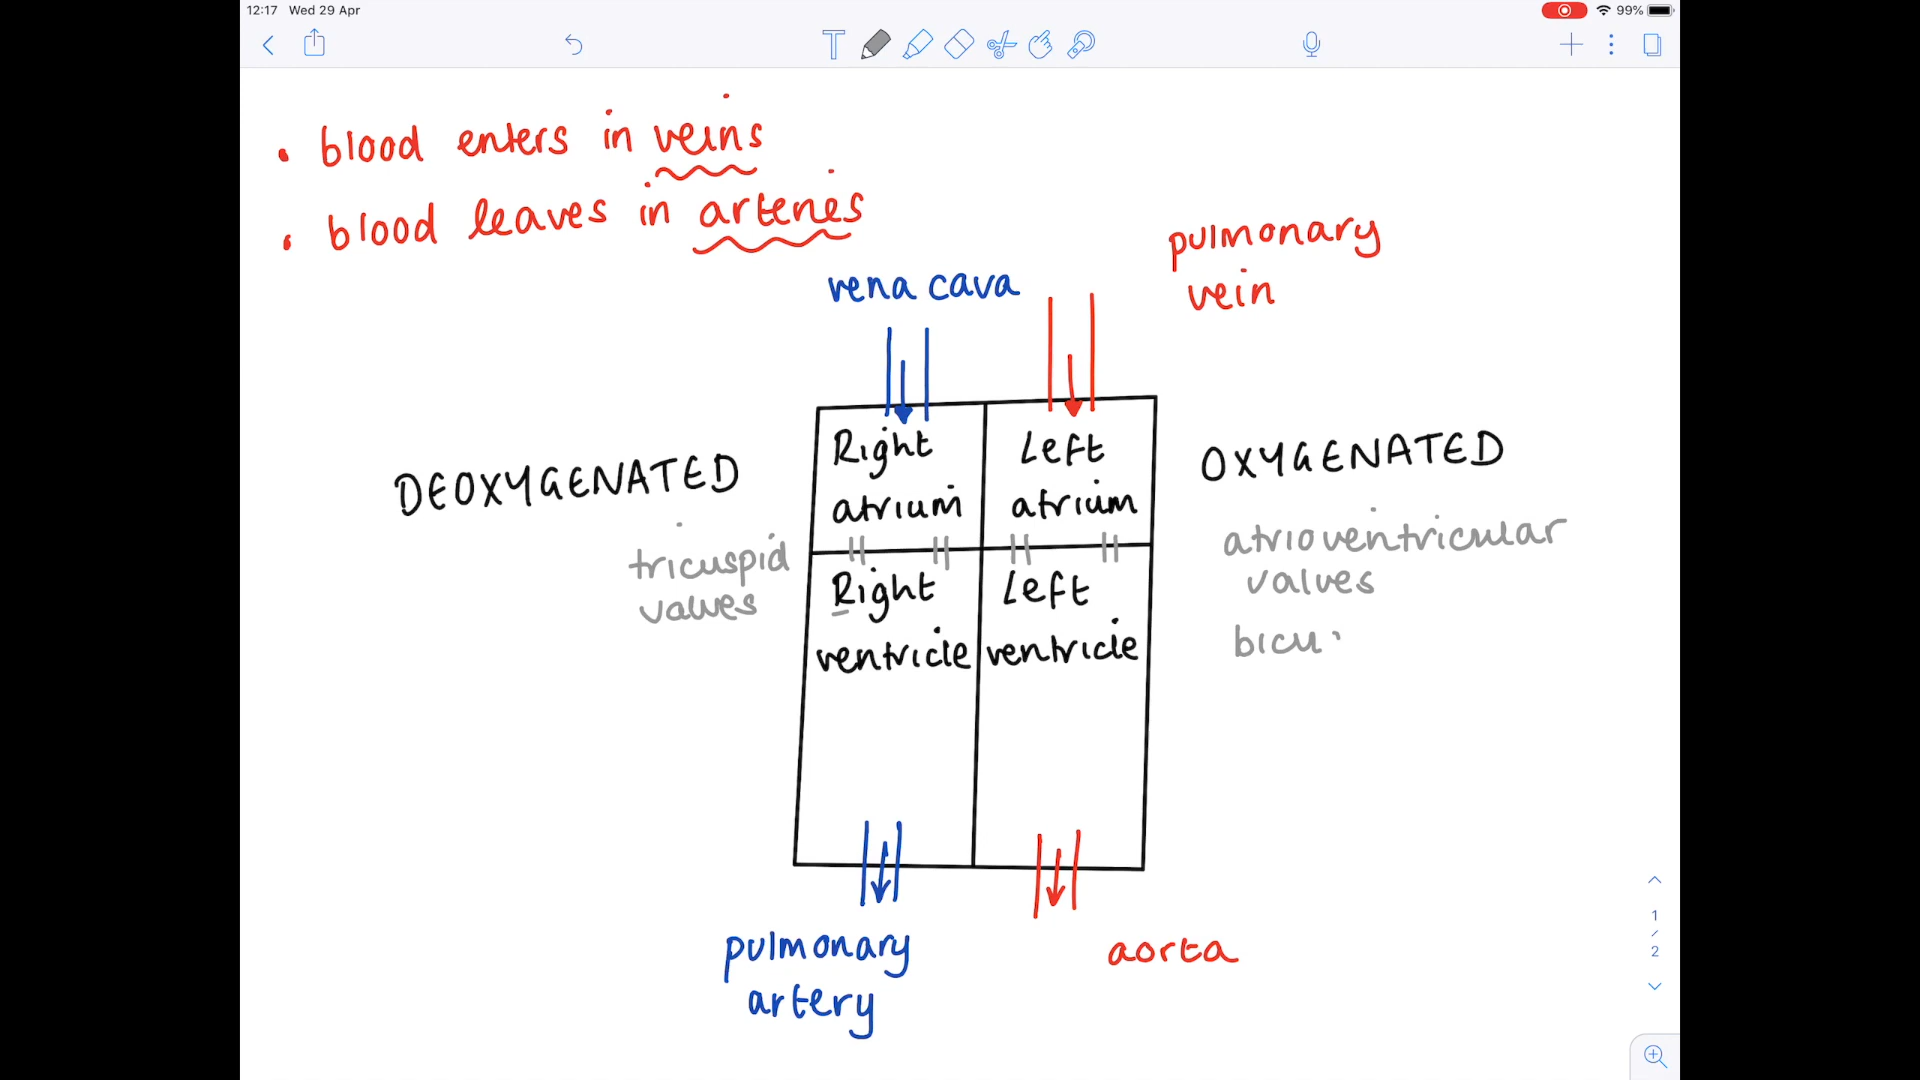 12:17 Wed 29 Apr
99%
T
• blood enters in veins
• blood leaves in arteries
pulmonary
vein
vena cava
Right
atrium
Left
atrium
DEOXYGENATED
OXYGENATED
tricuspid
valves
atrioventricular
valves
bicu
Right
ventricle
Left
ventricle
pulmonary
artery
aorta
1
/
2